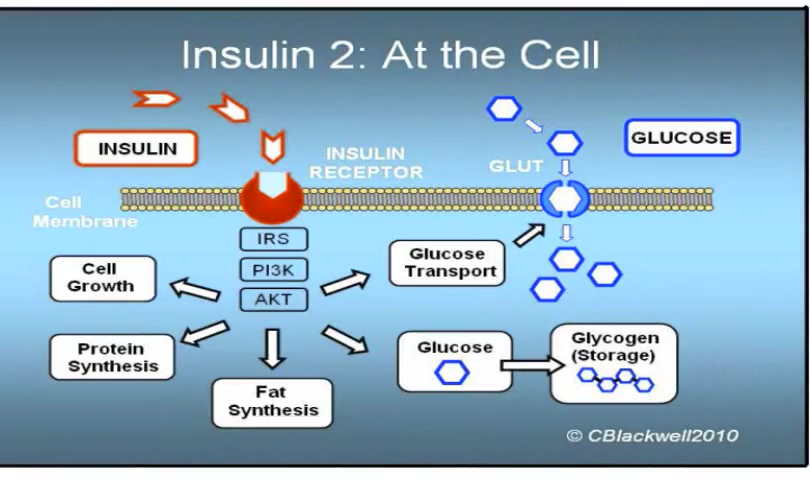 Insulin 2: At the Cell
INSULIN
INSULIN
RECEPTOR
GLUT
GLUCOSE
Cell
Membrane
IRS
PI3K
AKT
Cell
Growth
Protein
Synthesis
Fat
Synthesis
Glucose
Transport
Glucose
Glycogen
(Storage)
© CBlackwell2010